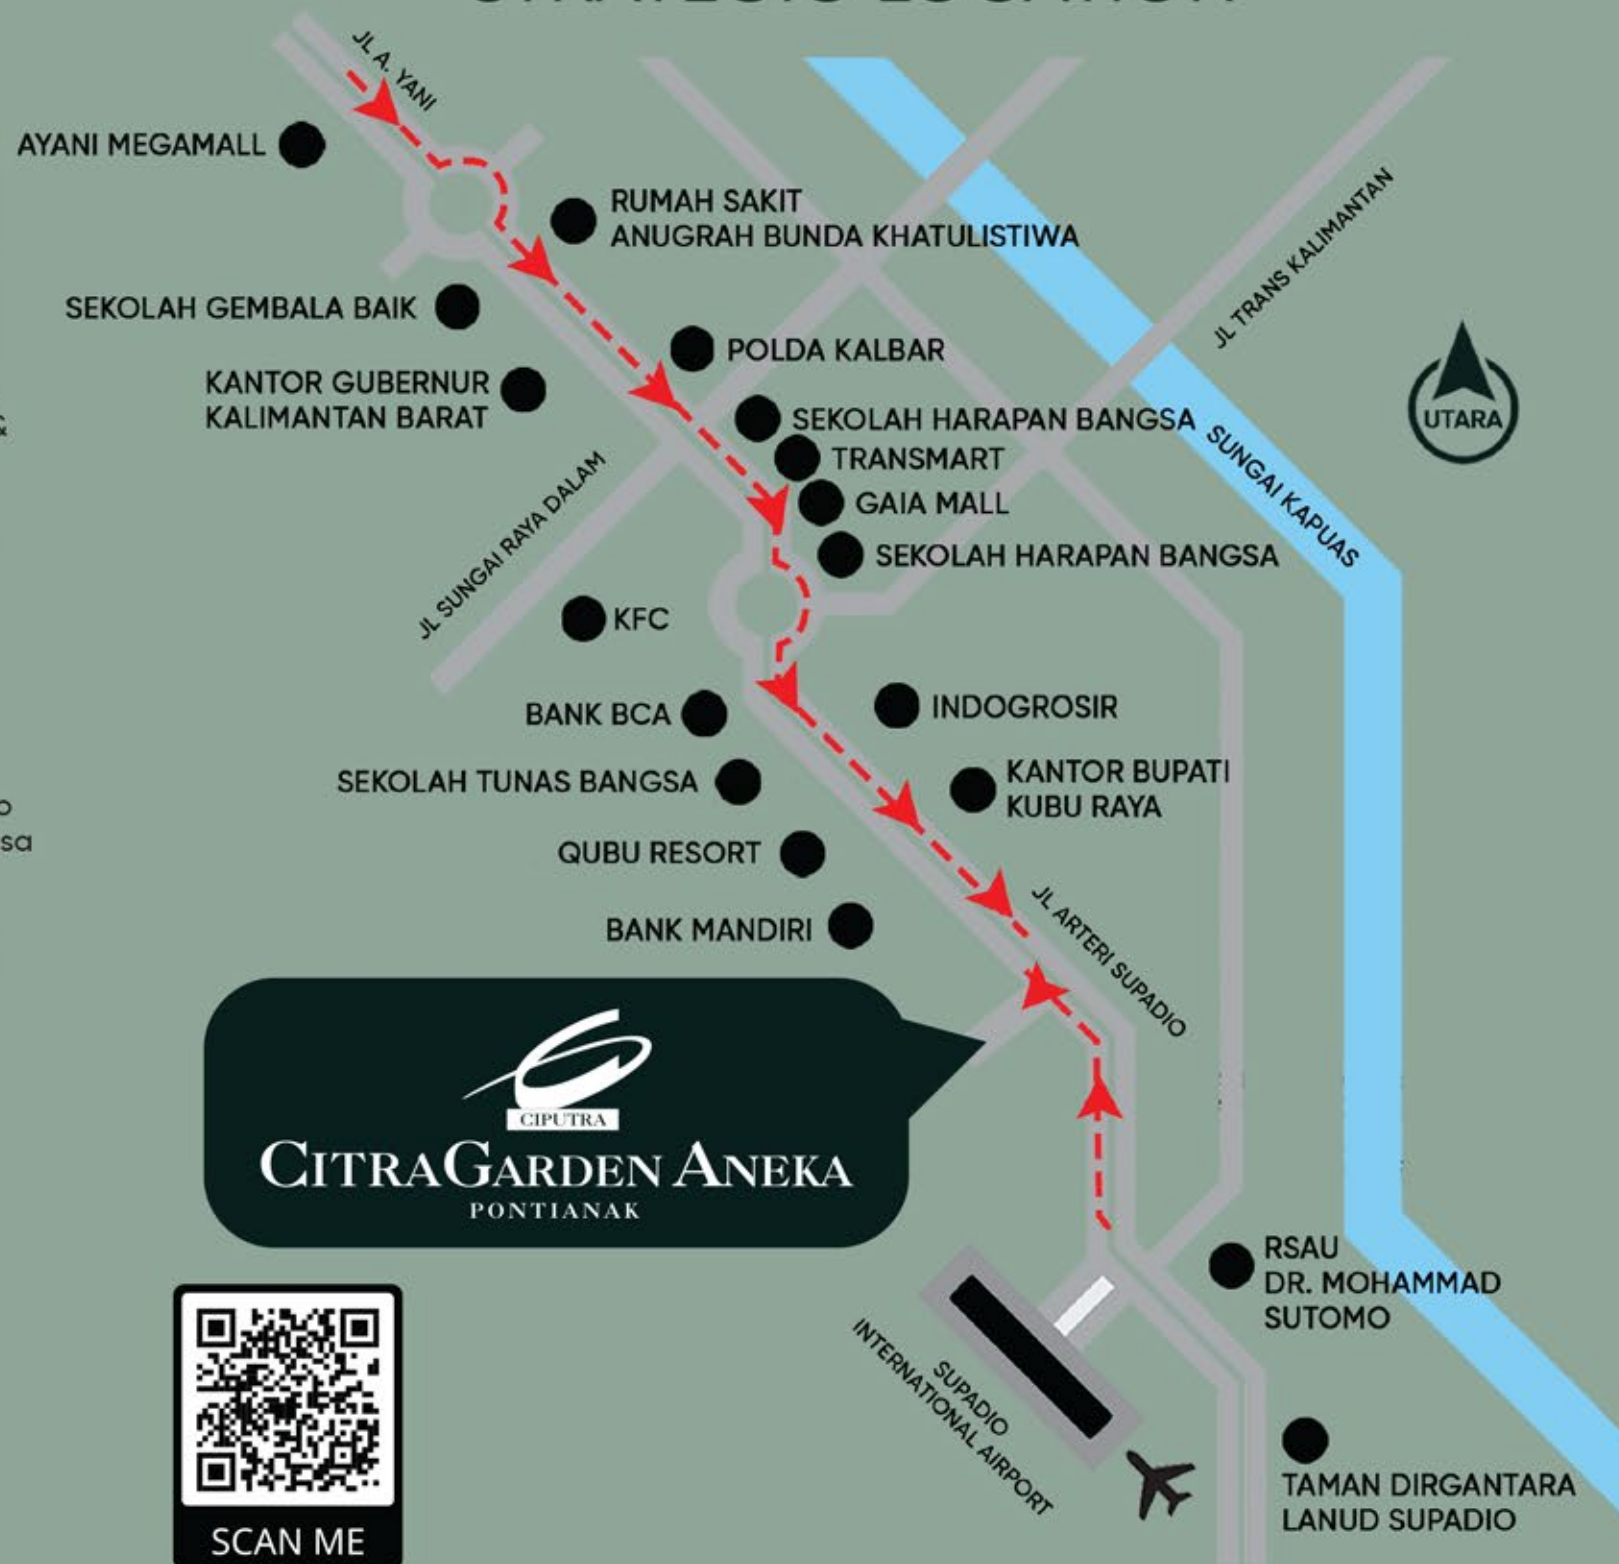 STRATEGIC LOCATION
JL A. YANI
AYANI MEGAMALL
RUMAH SAKIT
ANUGRAH BUNDA KHATULISTIWA
JL TRANS KALIMANTAN
SEKOLAH GEMBALA BAIK
POLDA KALBAR
KANTOR GUBERNUR
KALIMANTAN BARAT
&
UTARA
SEKOLAH HARAPAN BANGSA
TRANSMART
SUNGAI KAPUAS
GAIA MALL
JL SUNGAI RAYA DALAM
SEKOLAH HARAPAN BANGSA
KFC
BANK BCA
INDOGROSIR
SEKOLAH TUNAS BANGSA
KANTOR BUPATI
KUBU RAYA
o
sa
QUBU RESORT
BANK MANDIRI
JL ARTERI SUPADIO
CIPUTRA
CITRAGARDEN ANEKA
PONTIANAK
RSAU
DR. MOHAMMAD
SUTOMO
SUPADIO
INTERNATIONAL AIRPORT
TAMAN DIRGANTARA
LANUD SUPADIO
SCAN ME